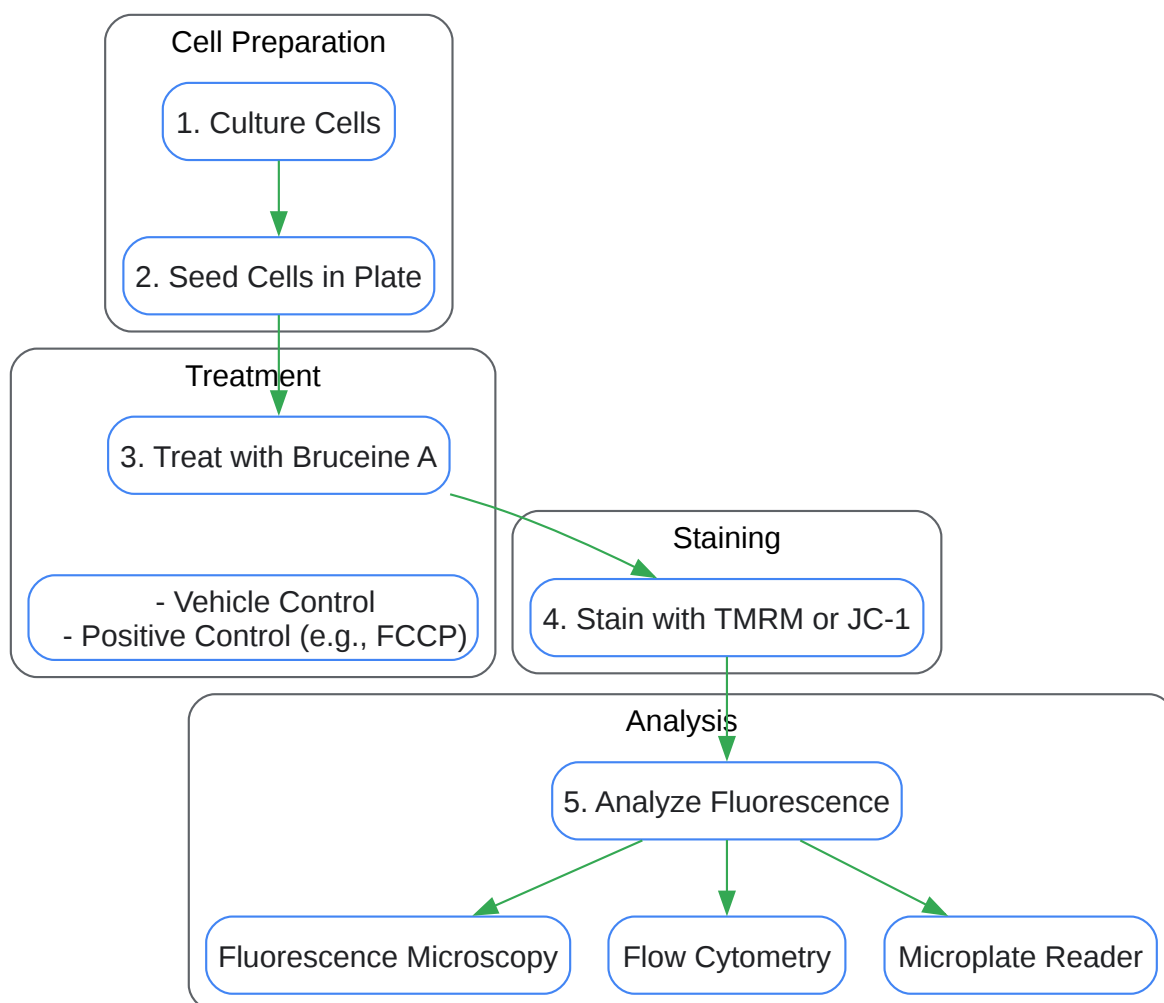 Cell Preparation
1. Culture Cells
2. Seed Cells in Plate
Treatment
3. Treat with Bruceine A
- Vehicle Control
- Positive Control (e.g., FCCP)
Staining
4. Stain with TMRM or JC-1
Analysis
5. Analyze Fluorescence
Fluorescence Microscopy
Flow Cytometry
Microplate Reader